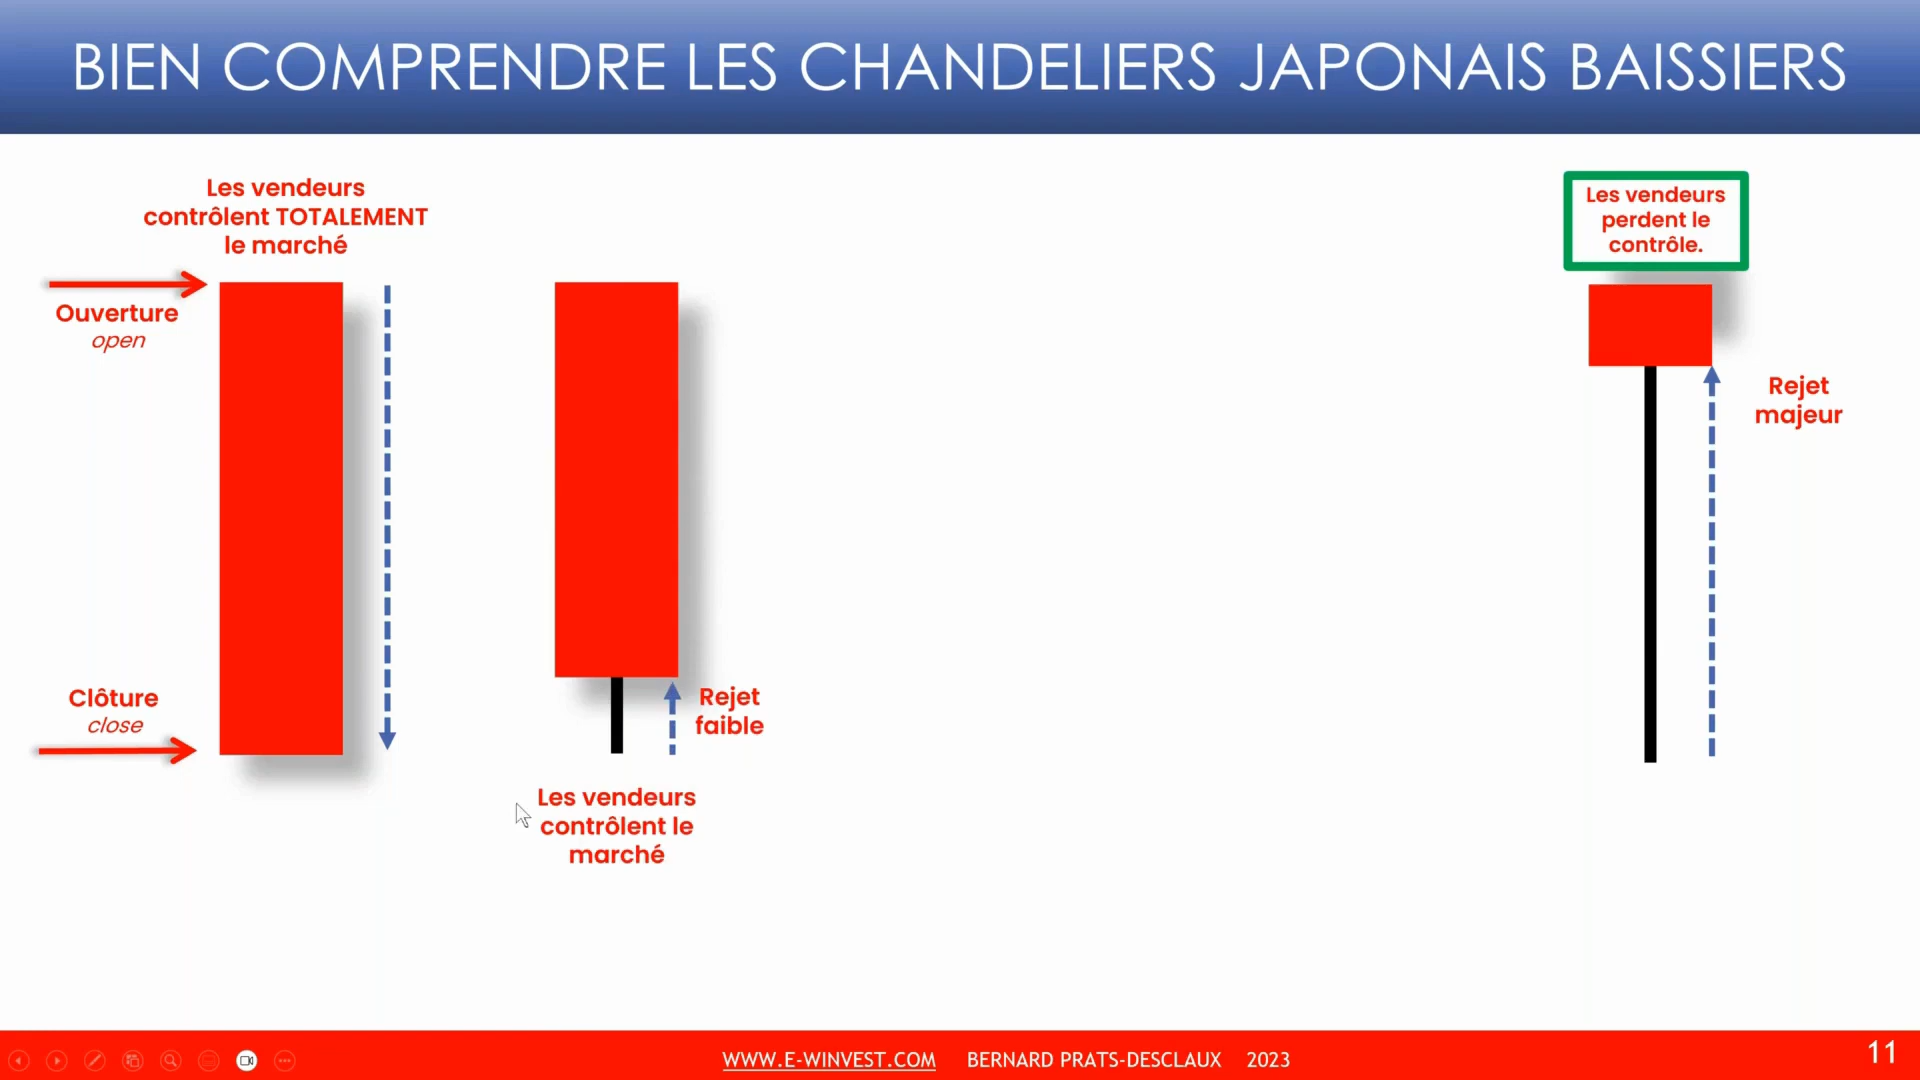 BIEN COMPRENDRE LES CHANDELIERS JAPONAIS BAISSIERS
Les vendeurs
contrôlent TOTALEMENT
le marché
Ouverture
open
Clôture
close
Rejet
faible
Les vendeurs
contrôlent le
marché
Les vendeurs
perdent le
contrôle.
Rejet
majeur
WWW.E-WINVEST.COM BERNARD PRATS-DESCLAUX 2023
11